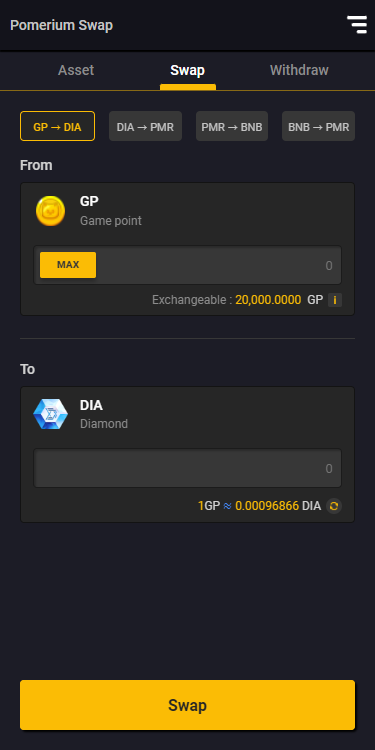 Pomerium Swap
Asset Swap Withdraw
GP → DIA DIA → PMR PMR → BNB BNB → PMR
From
GP
Game point
MAX 0
Exchangeable : 20,000.0000 GP i
To
DIA
Diamond
0
1GP ≈ 0.00096866 DIA
Swap